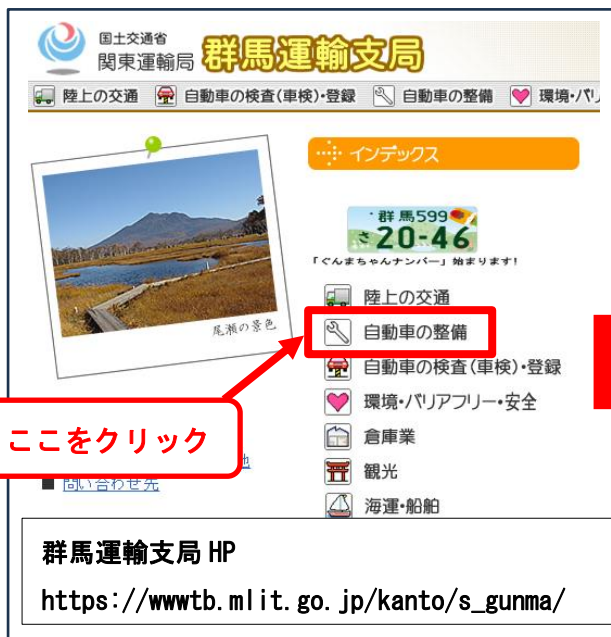 国土交通省
関東運輸局 群馬運輸支局
陸上の交通 自動車の検査(車検)・登録 自動車の整備 環境・バリ
インデックス
群馬599
さ 20-46
「ぐんまちゃんナンバー」始まります!
尾瀬の景色
陸上の交通
自動車の整備
自動車の検査(車検)・登録
環境・バリアフリー・安全
倉庫業
観光
海運・船舶
ここをクリック
地
■ 問い合わせ先
群馬運輸支局 HP
https://wwwtb.mlit.go.jp/kanto/s_gunma/